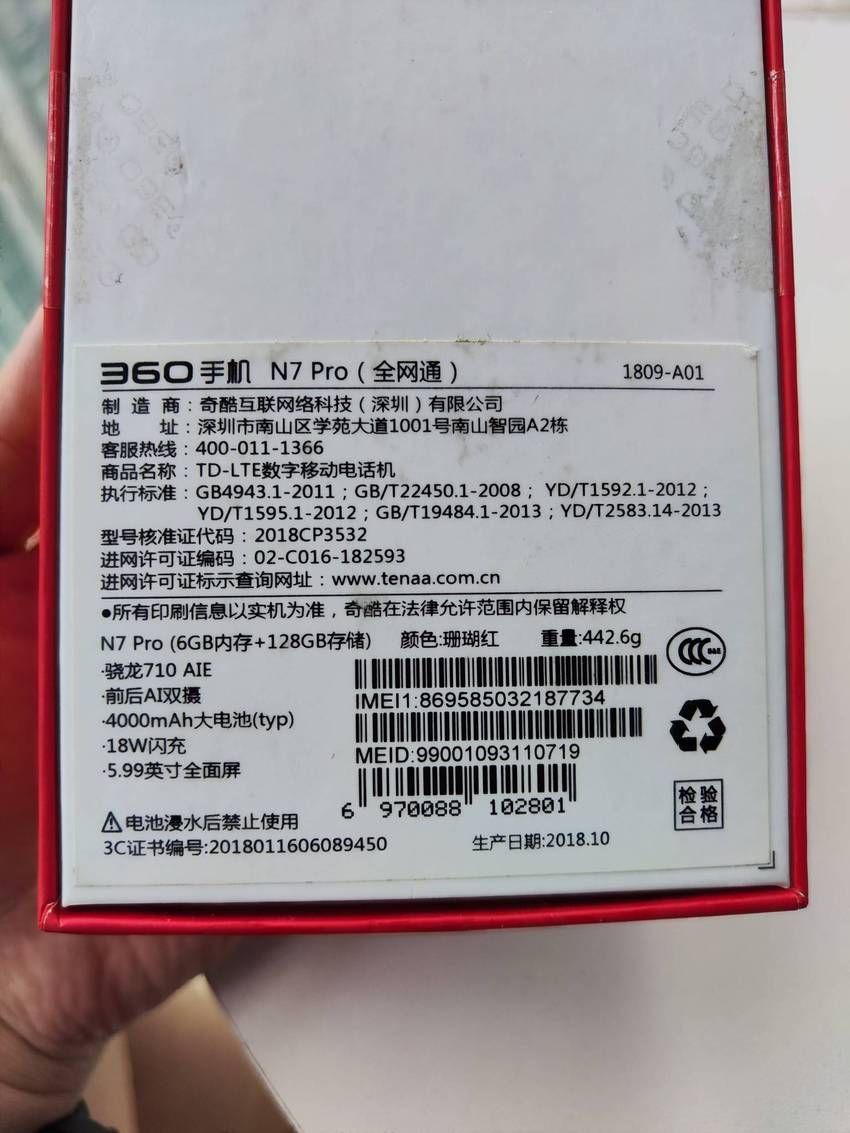 360手机 N7 Pro（全网通） 1809-A01
制 造 商：奇酷互联网络科技（深圳）有限公司
地 址：深圳市南山区学苑大道1001号南山智园A2栋
客服热线：400-011-1366
商品名称：TD-LTE数字移动电话机
执行标准：GB4943.1-2011；GB/T22450.1-2008； YD/T1592.1-2012；
YD/T1595.1-2012；GB/T19484.1-2013；YD/T2583.14-2013
型号核准证代码：2018CP3532
进网许可证编码：02-C016-182593
进网许可证标示查询网址：www.tenaa.com.cn
●所有印刷信息以实机为准，奇酷在法律允许范围内保留解释权
N7 Pro (6GB内存+128GB存储) 颜色:珊瑚红 重量:442.6g
·骁龙710 AIE
·前后AI双摄
·4000mAh大电池(typ)
·18W闪充
·5.99英寸全面屏
IMEI1:869585032187734
MEID:99001093110719
6 970088 102801
CCC S&E
检验
合格
⚠电池浸水后禁止使用
3C证书编号:2018011606089450 生产日期:2018.10